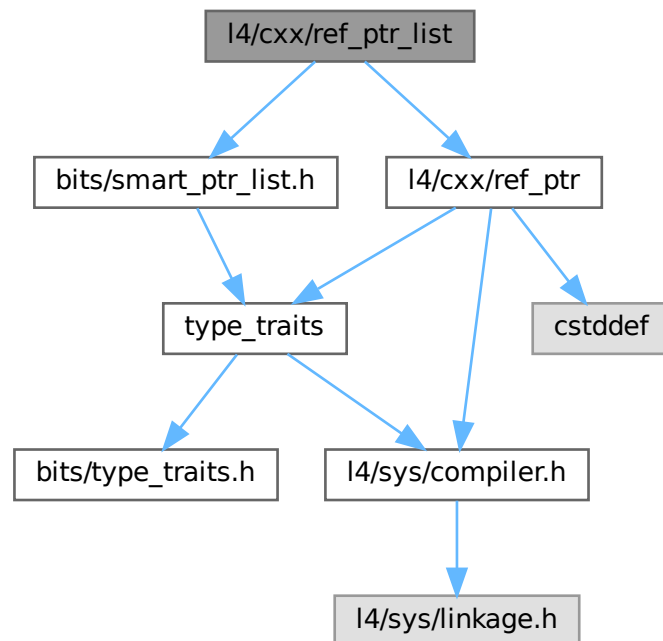 l4/cxx/ref_ptr_list
bits/smart_ptr_list.h
l4/cxx/ref_ptr
type_traits
cstddef
bits/type_traits.h
l4/sys/compiler.h
l4/sys/linkage.h